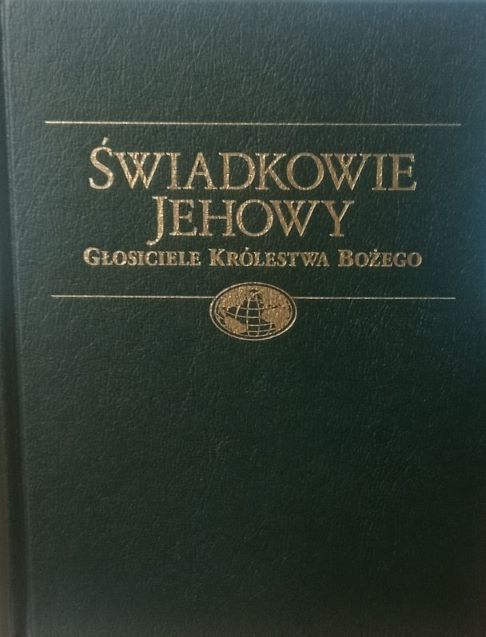 ŚWIADKOWIE
JEHOWY
GŁOSICIELE KRÓLESTWA BOŻEGO